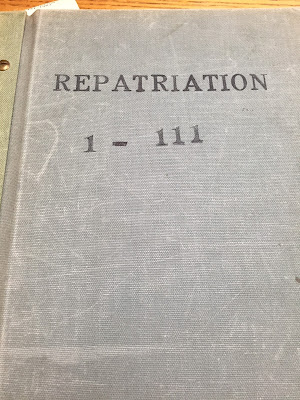 REPATRIATION
1 - 111